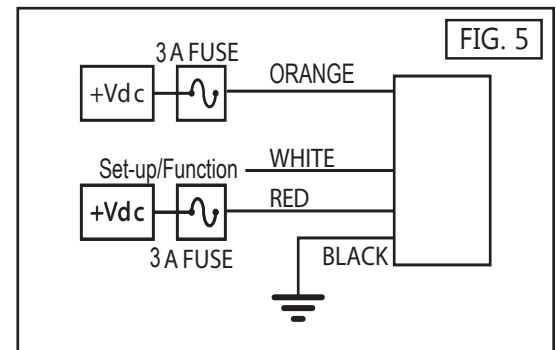 FIG. 5
3 A FUSE
+Vdc
ORANGE
Set-up/Function
WHITE
+Vdc
RED
3 A FUSE
BLACK